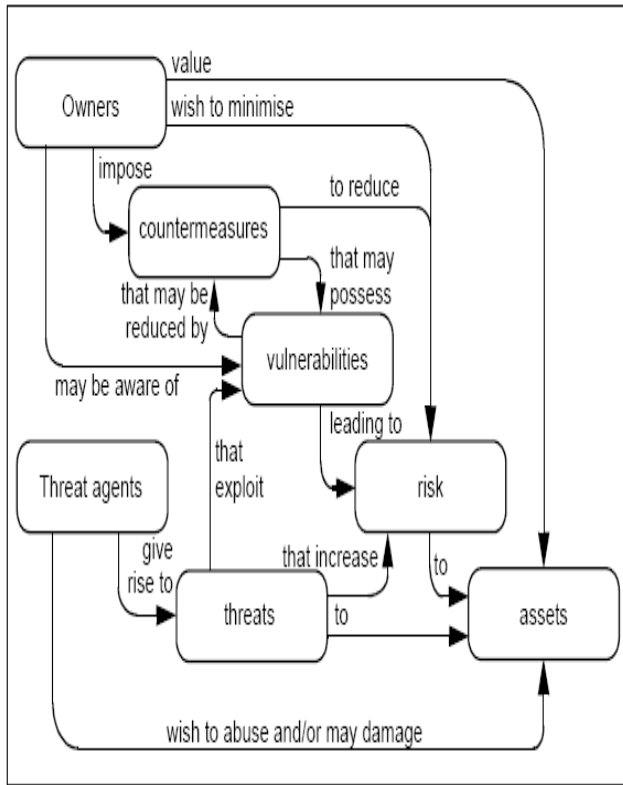 value
Owners
wish to minimise
impose
to reduce
countermeasures
that may
possess
that may be
reduced by
vulnerabilities
may be aware of
leading to
that
exploit
Threat agents
risk
give
rise to
that increase
to
threats
to
assets
wish to abuse and/or may damage